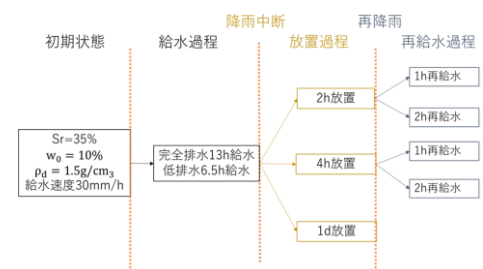 降雨中断
再降雨
初期状態
給水過程
放置過程
再給水過程
Sr=35%
w₀ = 10%
ρd = 1.5g/cm₃
給水速度30mm/h
完全排水13h給水
低排水6.5h給水
2h放置
4h放置
1d放置
1h再給水
2h再給水
1h再給水
2h再給水